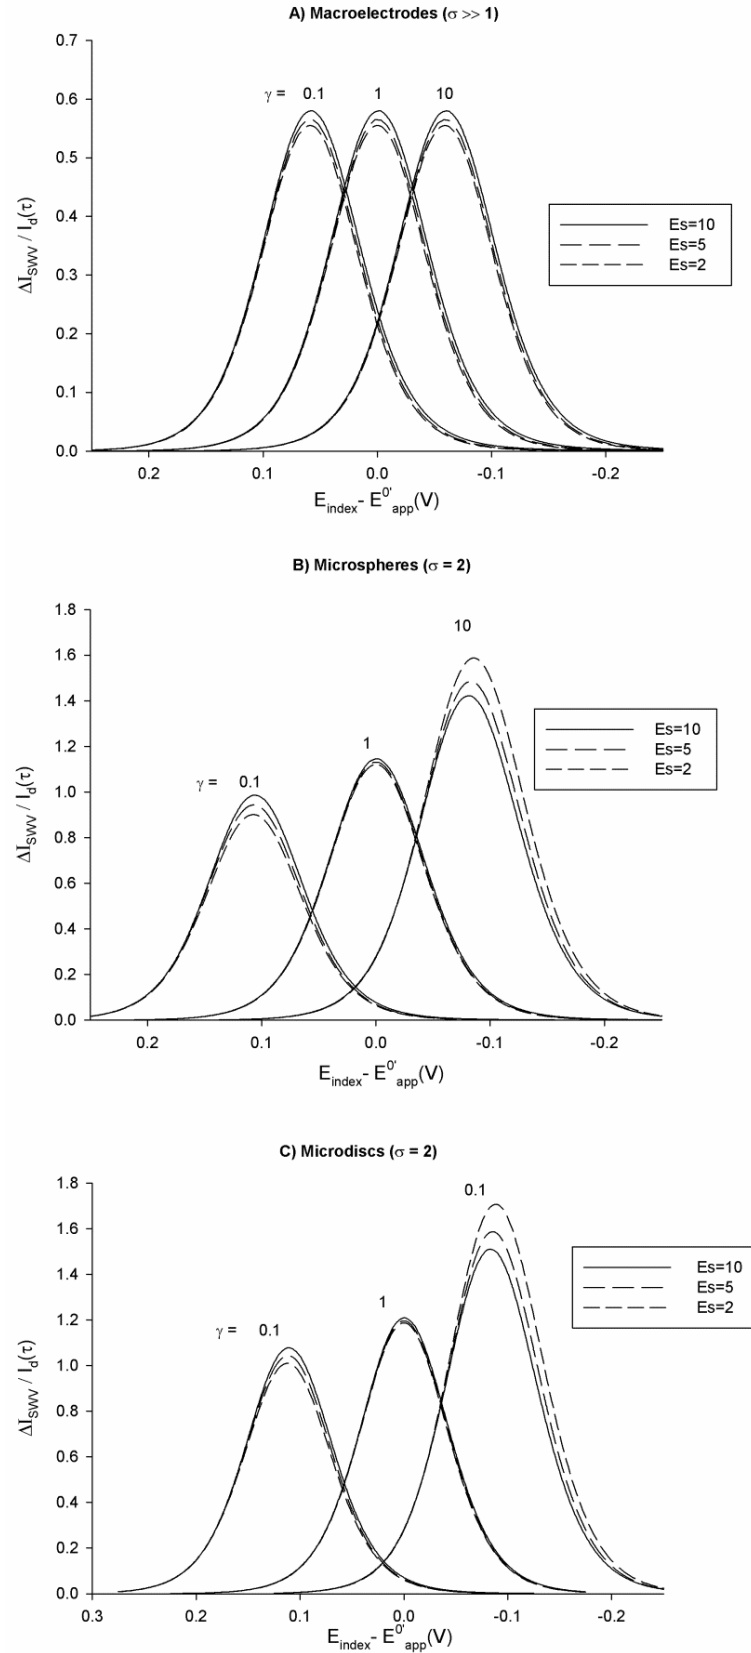 A) Macroelectrodes (σ >> 1)
0.7
0.6
0.5
0.4
0.3
0.2
0.1
0.0
γ = 0.1 1 10
Es=10
Es=5
Es=2
ΔI_SWV / I_d(τ)
0.2 0.1 0.0 -0.1 -0.2
E_index- E^0'_app(V)
B) Microspheres (σ = 2)
1.8
1.6
1.4
1.2
1.0
0.8
0.6
0.4
0.2
0.0
10
1
γ = 0.1
Es=10
Es=5
Es=2
ΔI_SWV / I_d(τ)
0.2 0.1 0.0 -0.1 -0.2
E_index- E^0'_app(V)
C) Microdiscs (σ = 2)
1.8
1.6
1.4
1.2
1.0
0.8
0.6
0.4
0.2
0.0
0.1
1
γ = 0.1
Es=10
Es=5
Es=2
ΔI_SWV / I_d(τ)
0.3 0.2 0.1 0.0 -0.1 -0.2
E_index- E^0'_app(V)